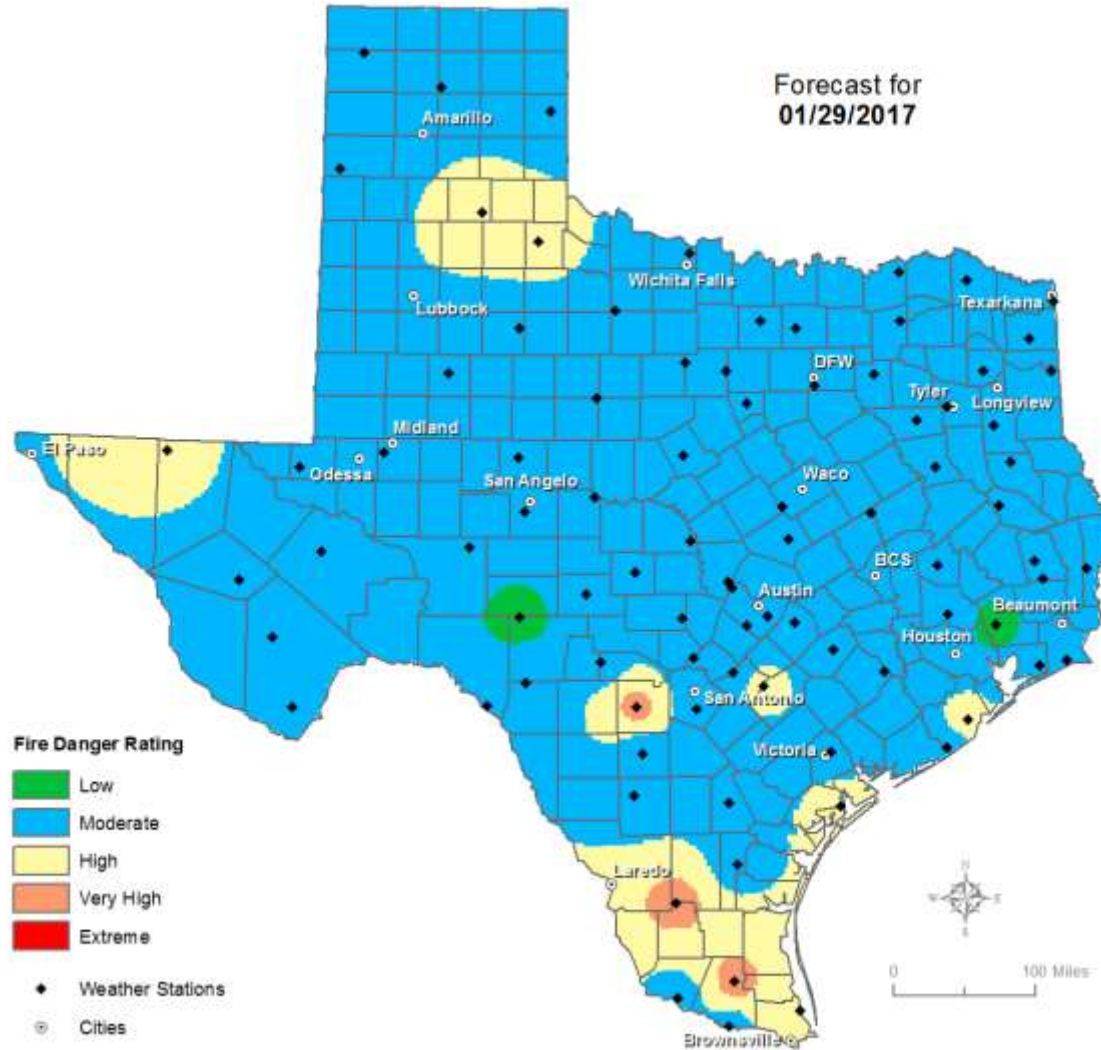 Forecast for
01/29/2017
Amarillo
Wichita Falls
Lubbock
Texarkana
DFW
Tyler
Longview
Midland
El Paso
Odessa
San Angelo
Waco
BCS
Austin
Beaumont
Houston
San Antonio
Victoria
Fire Danger Rating
Low
Moderate
High
Laredo
Very High
N
W
E
S
Extreme
0
100 Miles
Weather Stations
Cities
Brownsville